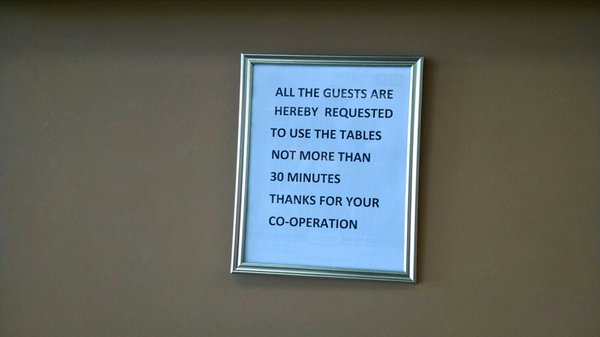 ALL THE GUESTS ARE
HEREBY REQUESTED
TO USE THE TABLES
NOT MORE THAN
30 MINUTES
THANKS FOR YOUR
CO-OPERATION